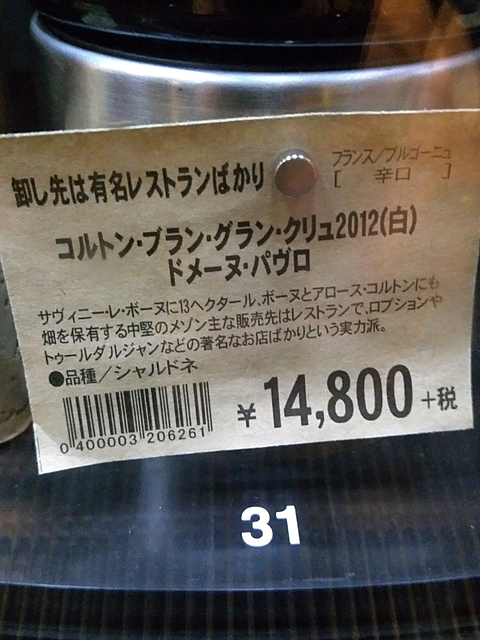 卸し先は有名レストランばかり
フランス／ブルゴーニュ
[ 辛口 ]
コルトン・ブラン・グラン・クリュ2012(白)
ドメーヌ・パヴロ
サヴィニー・レ・ボーヌに13ヘクタール、ボーヌとアロース・コルトンにも
畑を保有する中堅のメゾン主な販売先はレストランで、ロブションや
トゥールダルジャンなどの著名なお店ばかりという実力派。
●品種／シャルドネ
¥14,800+税
0 400003 206261
31